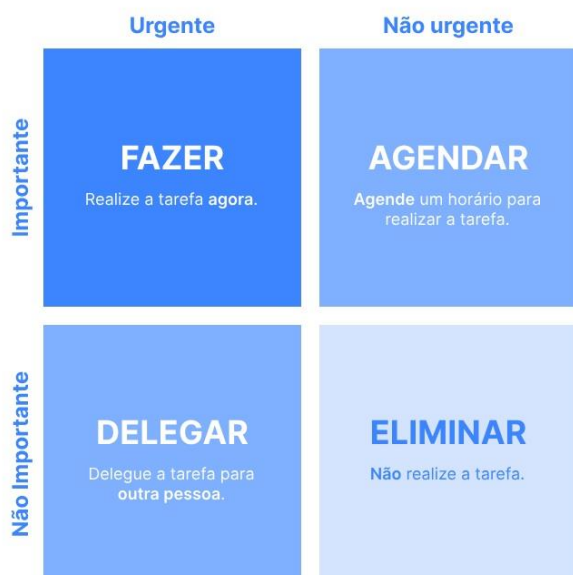 Urgente
Não urgente
Importante
FAZER
Realize a tarefa agora.
AGENDAR
Agende um horário para
realizar a tarefa.
Não Importante
DELEGAR
Delegue a tarefa para
outra pessoa.
ELIMINAR
Não realize a tarefa.